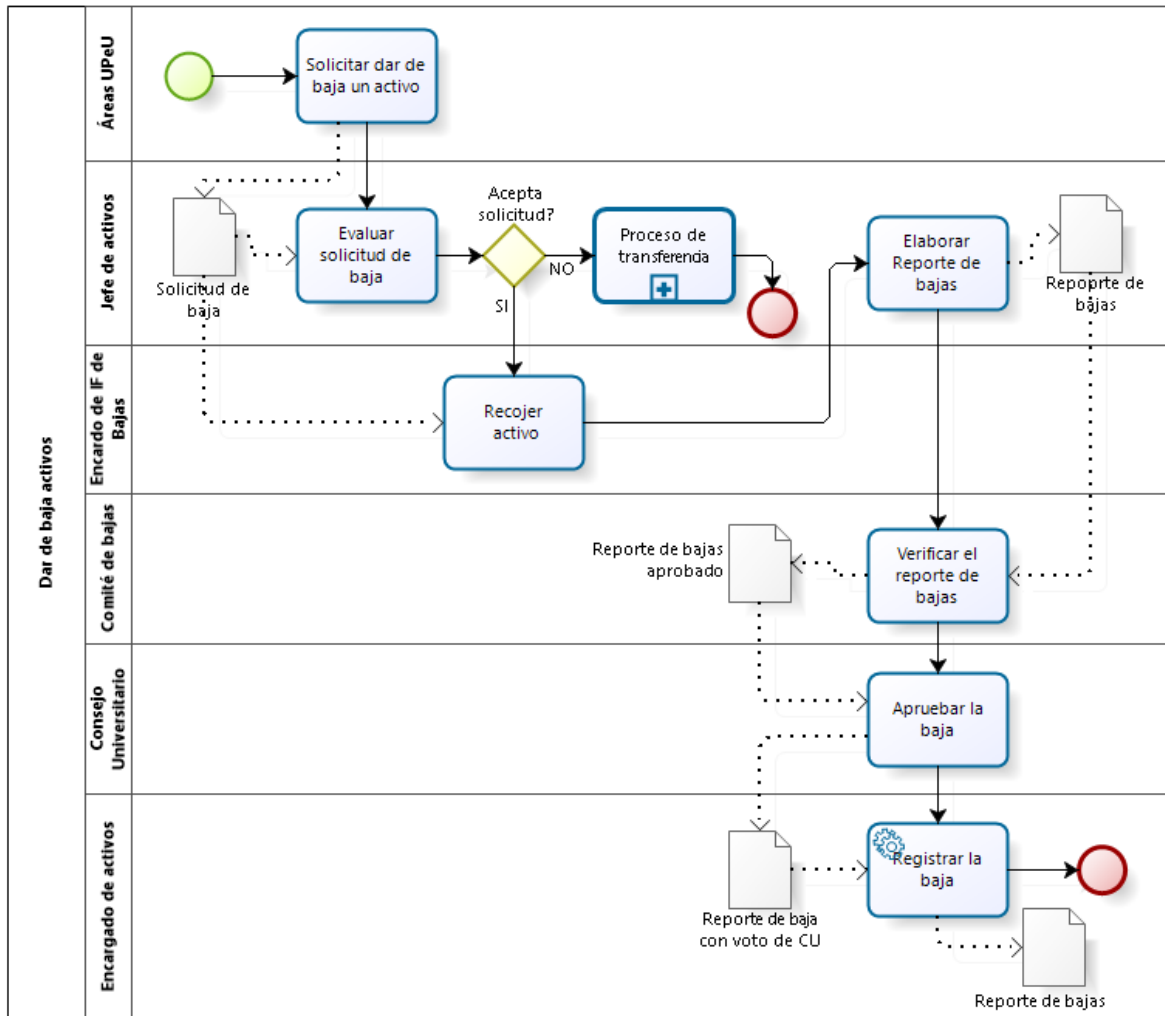 Dar de baja activos
Áreas UPeU
Solicitar dar de
baja un activo
Jefe de activos
Solicitud de
baja
Evaluar
solicitud de
baja
Acepta
solicitud?
NO
SI
Proceso de
transferencia
Elaborar
Reporte de
bajas
Repoprte de
bajas
Encardo de IF de
Bajas
Recojer
activo
Comité de bajas
Reporte de bajas
aprobado
Verificar el
reporte de
bajas
Consejo
Universitario
Apruebar la
baja
Encargado de activos
Reporte de baja
con voto de CU
Registrar la
baja
Reporte de bajas